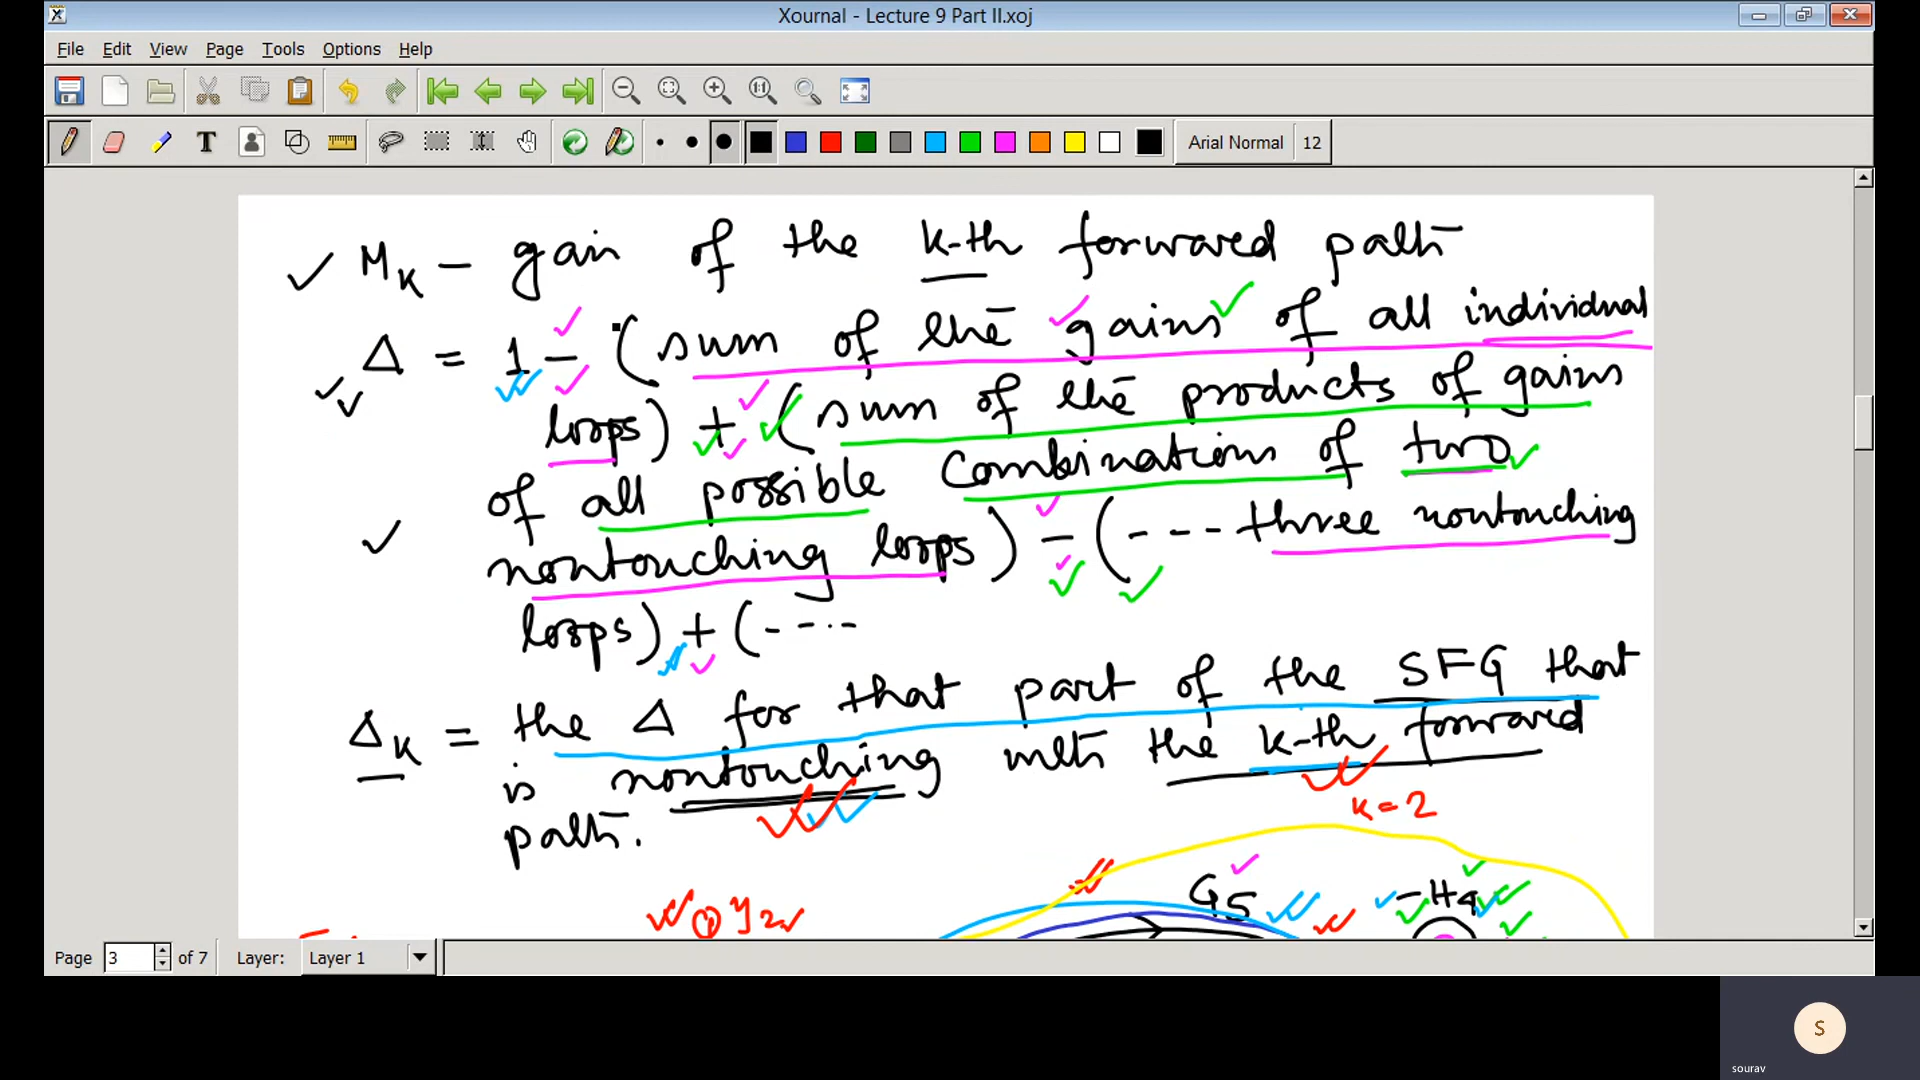 Xournal - Lecture 9 Part II.xoj
File Edit View Page Tools Options Help
Arial Normal 12
M_K - gain of the k-th forward path
Δ = 1 - (sum of the gains of all individual
loops) + (sum of the products of gains
of all possible combinations of two
nontouching loops) - (--- three nontouching
loops) + (----
Δ_K = the Δ for that part of the SFG that
is nontouching with the k-th forward
path.
K = 2
G5 -H4
① y2
Page 3 of 7 Layer: Layer 1
S
sourav